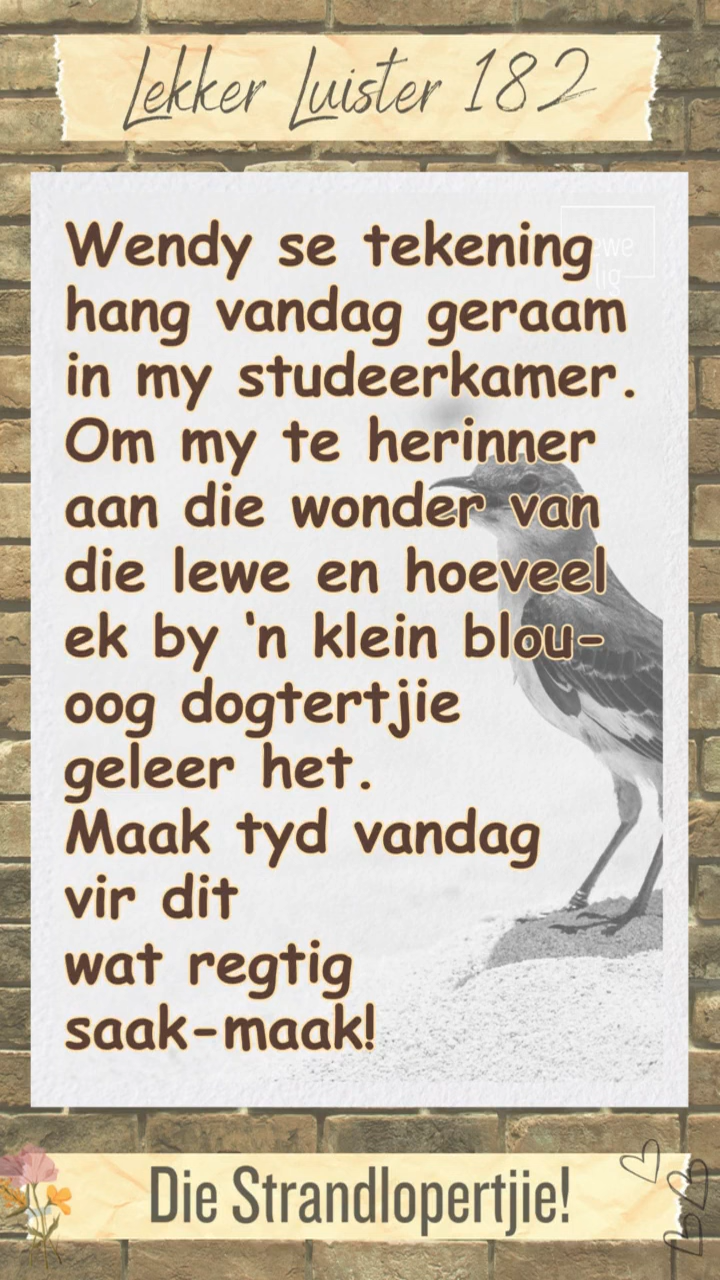 Lekker Luister 182
Wendy se tekening
hang vandag geraam
in my studeerkamer.
Om my te herinner
aan die wonder van
die lewe en hoeveel
ek by 'n klein blou-
oog dogtertjie
geleer het.
Maak tyd vandag
vir dit
wat regtig
saak-maak!
Die Strandlopertjie!